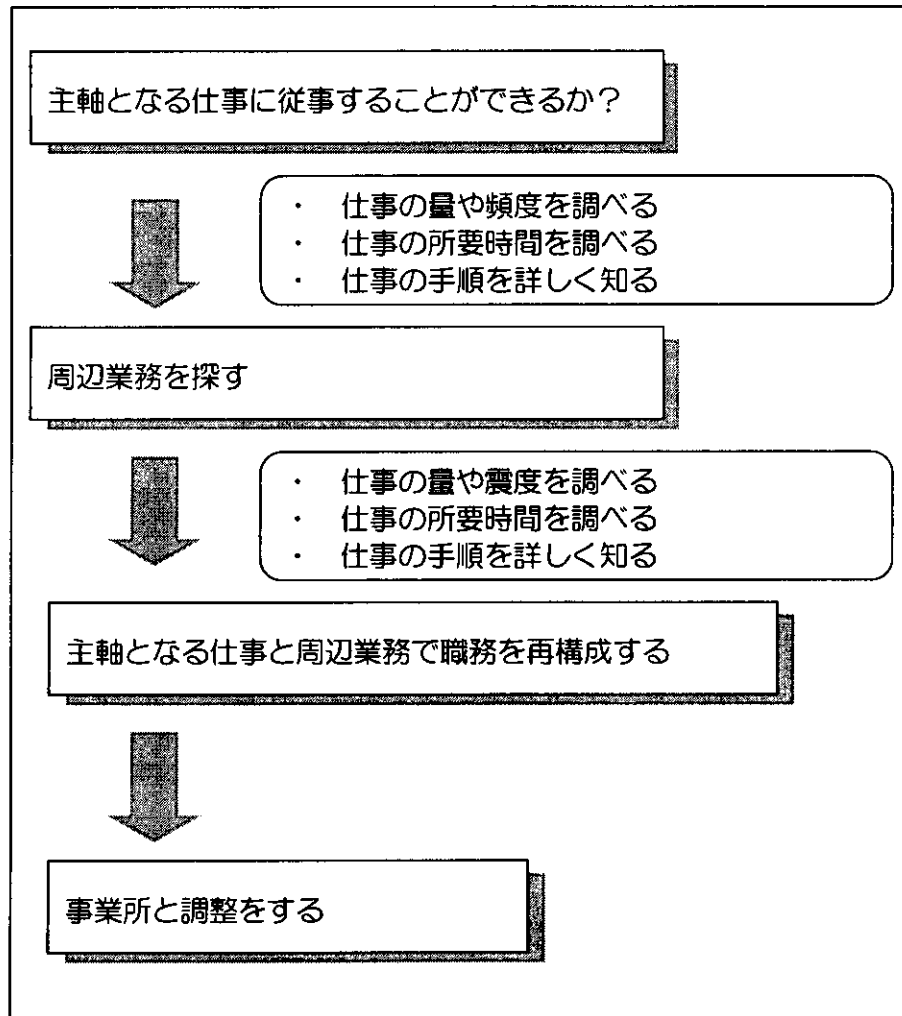 主軸となる仕事に従事することができるか？
・ 仕事の量や頻度を調べる
・ 仕事の所要時間を調べる
・ 仕事の手順を詳しく知る
周辺業務を探す
・ 仕事の量や震度を調べる
・ 仕事の所要時間を調べる
・ 仕事の手順を詳しく知る
主軸となる仕事と周辺業務で職務を再構成する
事業所と調整をする